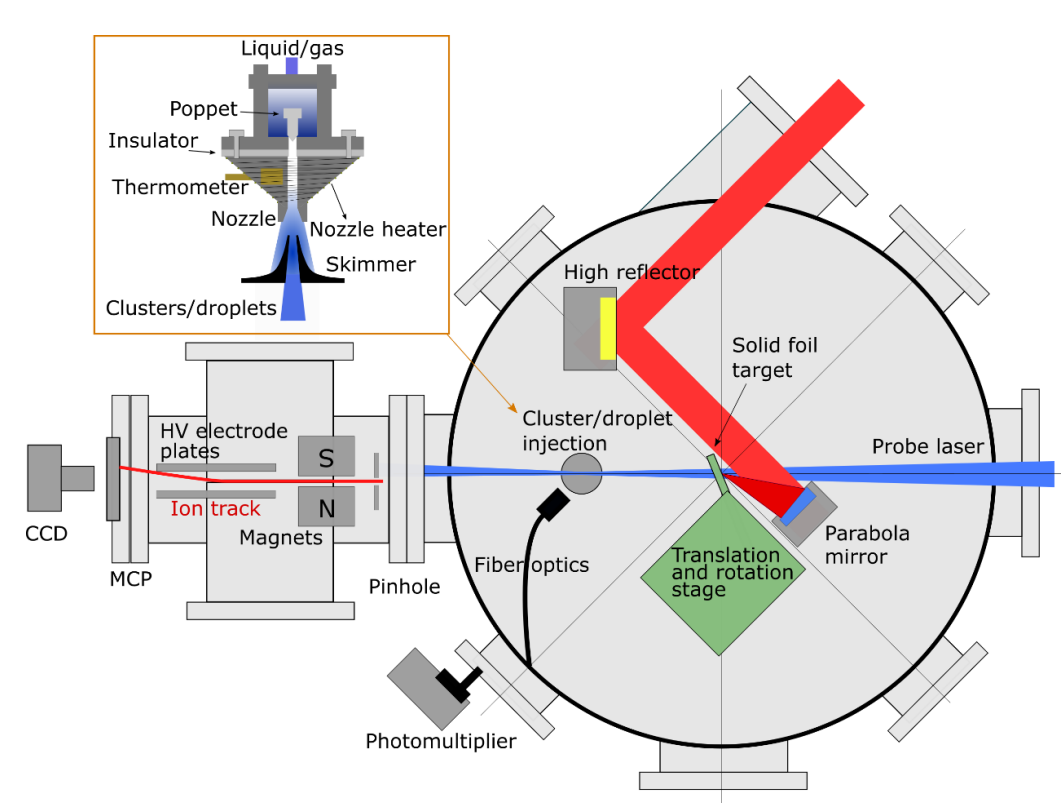 Liquid/gas
Poppet
Insulator
Thermometer
Nozzle
Nozzle heater
Skimmer
Clusters/droplets
High reflector
Solid foil
target
Cluster/droplet
injection
Probe laser
HV electrode
plates
S
N
Ion track
Magnets
CCD
MCP
Pinhole
Fiber optics
Translation
and rotation
stage
Parabola
mirror
Photomultiplier